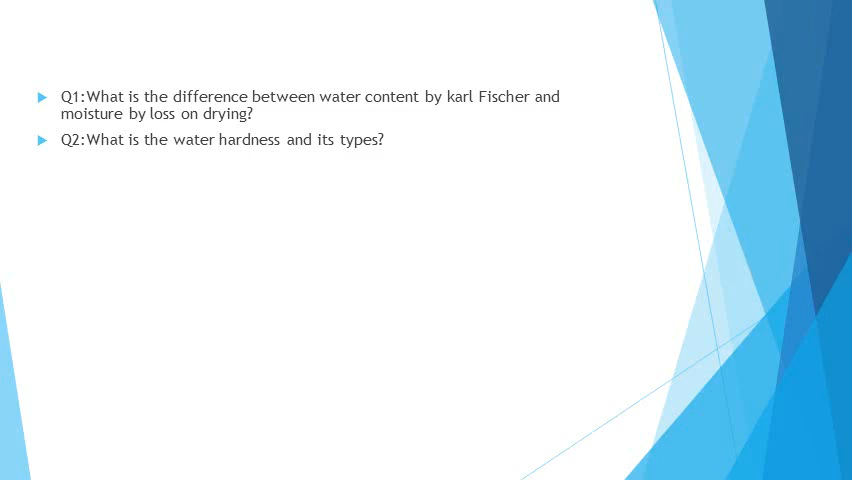 Q1:What is the difference between water content by karl Fischer and
moisture by loss on drying?
Q2:What is the water hardness and its types?